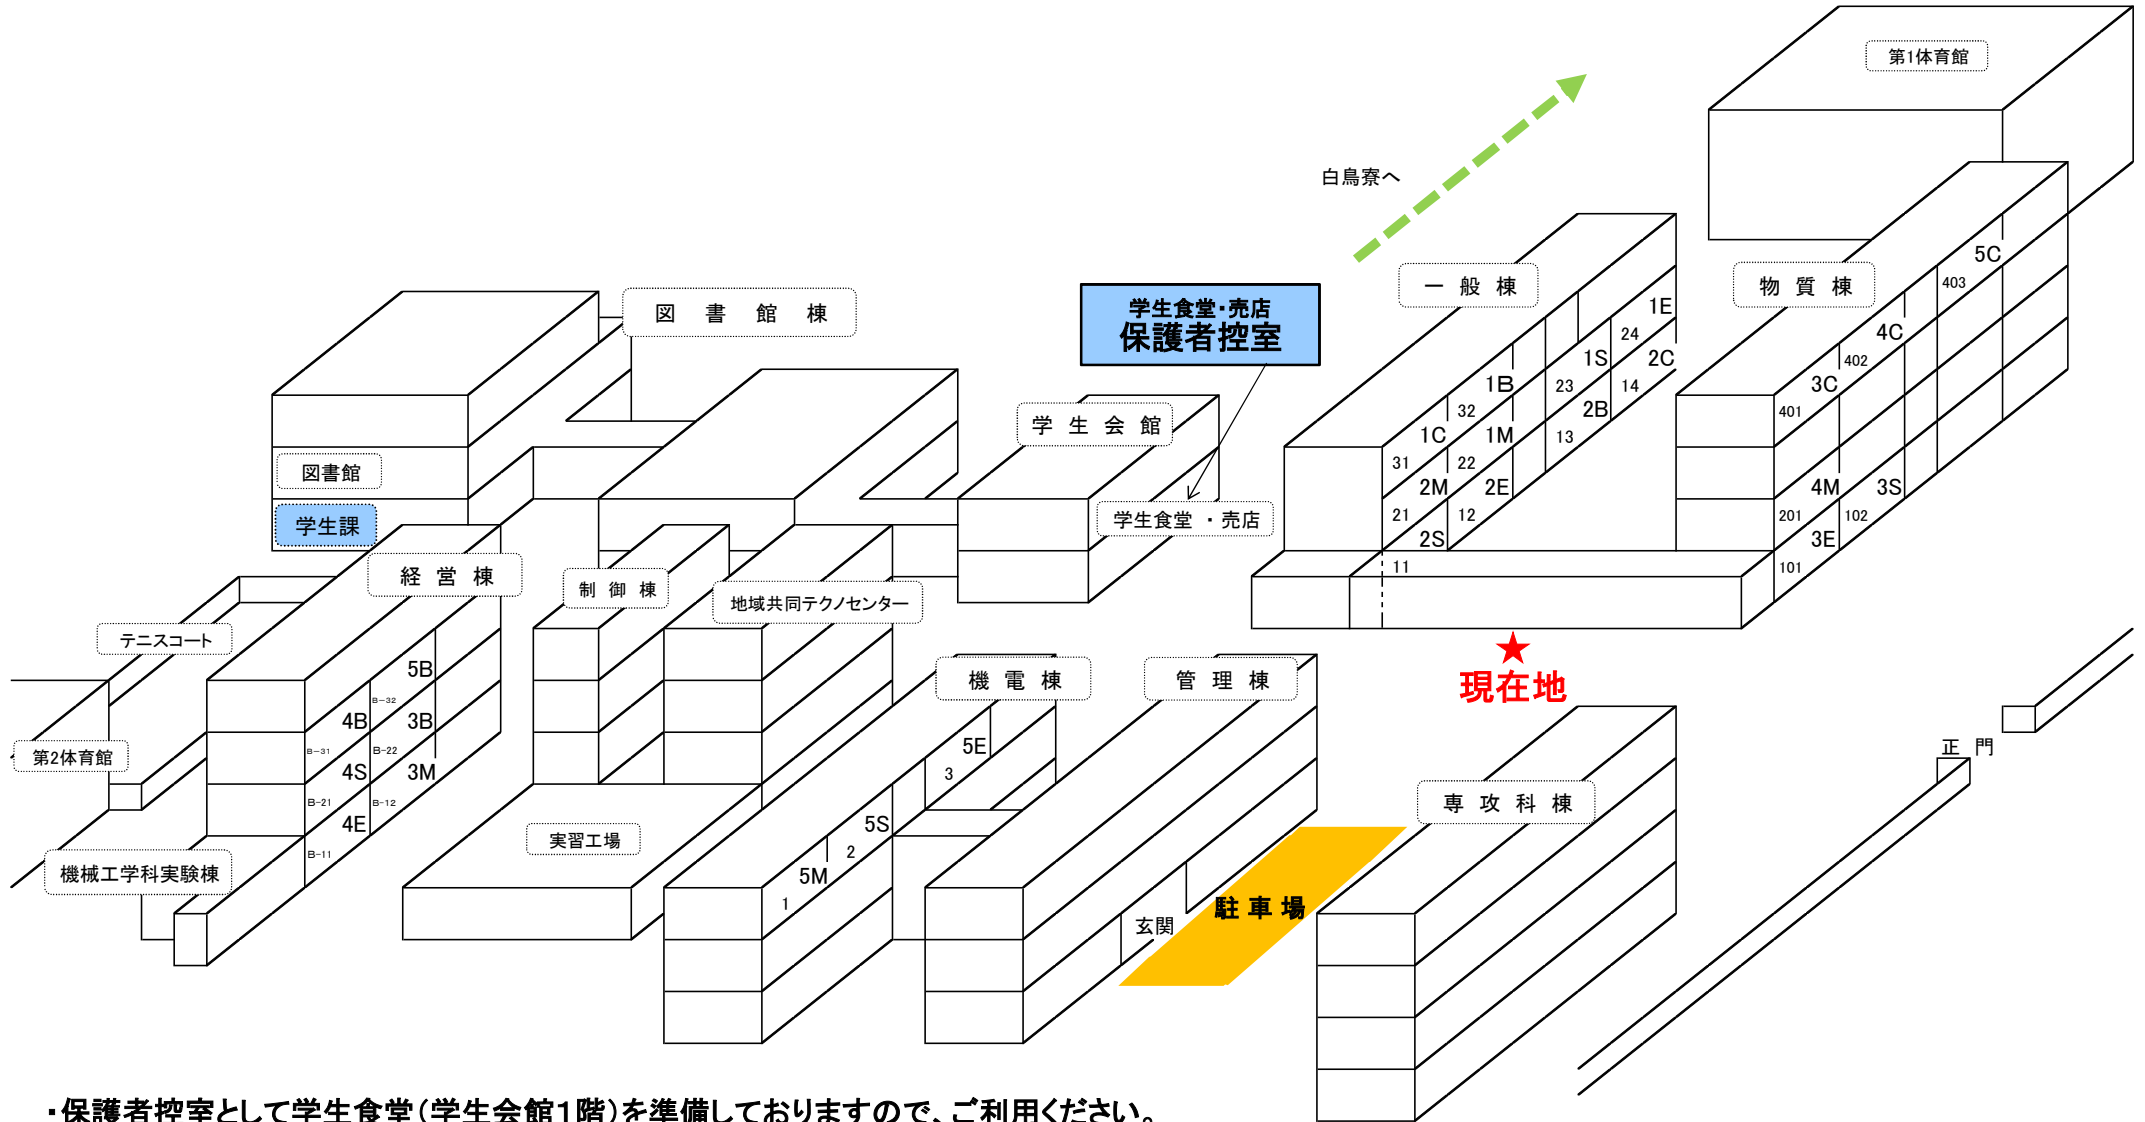 第1体育館
白鳥寮へ
一 般 棟
物 質 棟
図 書 館 棟
学生食堂・売店
保護者控室
学 生 会 館
学生食堂 ・ 売店
図書館
学生課
経 営 棟
制 御 棟
地域共同テクノセンター
テニスコート
第2体育館
機械工学科実験棟
実習工場
機 電 棟
管 理 棟
専 攻 科 棟
現在地
正 門
駐 車 場
玄関
1E
24
1S
2C
1B
23
14
32
2B
1C
1M
13
31
22
2M
2E
21
12
2S
11
5C
403
4C
402
3C
401
4M
3S
201
102
3E
101
5B
B-32
4B
3B
B-31
B-22
4S
3M
B-21
B-12
4E
B-11
5E
3
5S
2
5M
1
・保護者控室として学生食堂(学生会館1階)を準備しておりますので、ご利用ください。